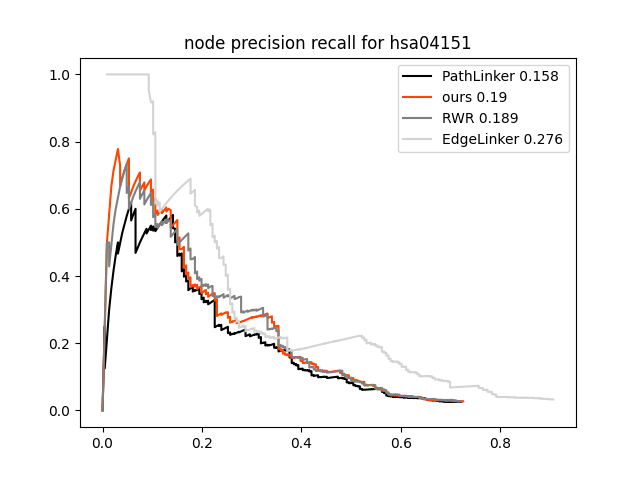 node precision recall for hsa04151
PathLinker 0.158
ours 0.19
RWR 0.189
EdgeLinker 0.276
1.0
0.8
0.6
0.4
0.2
0.0
0.0 0.2 0.4 0.6 0.8